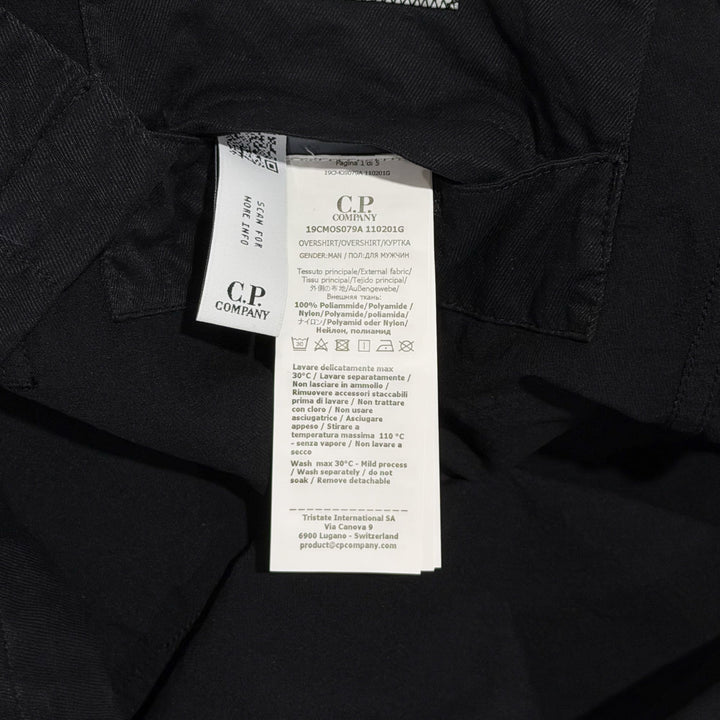 SCAN FOR
MORE INFO
C.P.
COMPANY
Pagina 1 di 3
19CMOS079A 110201G
C.P.
COMPANY
19CMOS079A 110201G
OVERSHIRT/OVERSHIRT/КУРТКА
GENDER:MAN / ПОЛ:ДЛЯ МУЖЧИН
Tessuto principale/External fabric/
Tissu principal/Tejido principal/
外側の布地/Außengewebe/
Внешняя ткань:
100% Poliammide/Polyamide/
Nylon/Polyamide/poliamida/
ナイロン/Polyamid oder Nylon/
Нейлон, полиамид
Lavare delicatamente max
30°C / Lavare separatamente /
Non lasciare in ammollo /
Rimuovere accessori staccabili
prima di lavare / Non trattare
con cloro / Non usare
asciugatrice / Asciugare
appeso / Stirare a
temperatura massima 110 °C
- senza vapore / Non lavare a
secco
Wash max 30°C - Mild process
/ Wash separately / do not
soak / Remove detachable
Tristate International SA
Via Canova 9
6900 Lugano - Switzerland
product@cpcompany.com